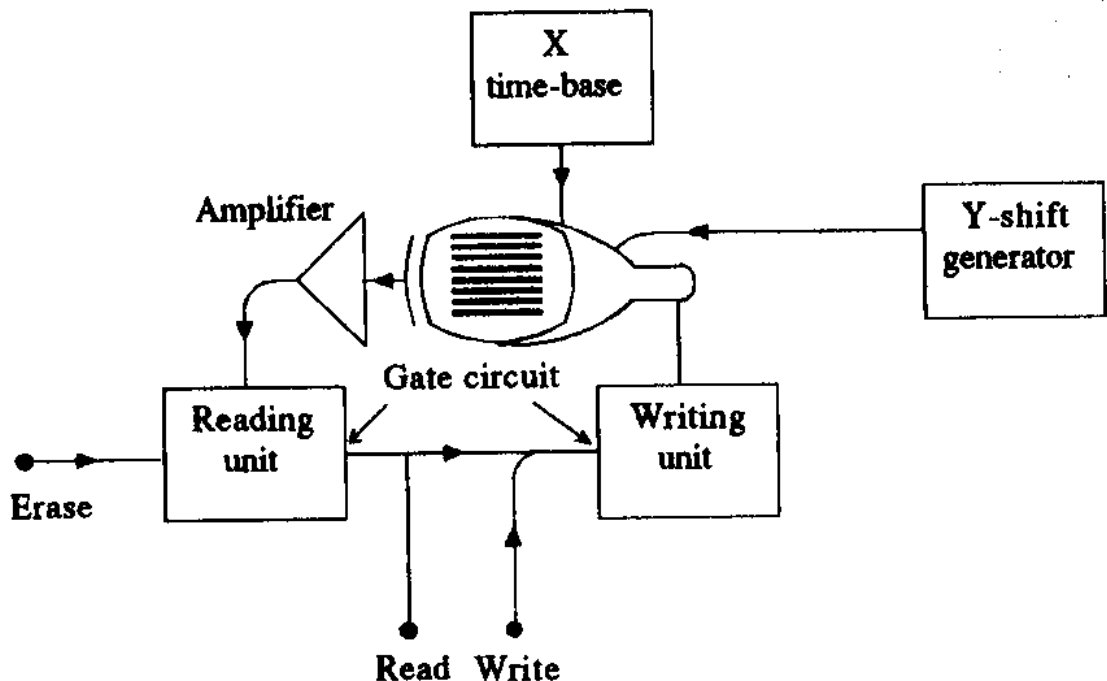 X
time-base
Amplifier
Y-shift
generator
Gate circuit
Reading
unit
Writing
unit
Erase
Read
Write